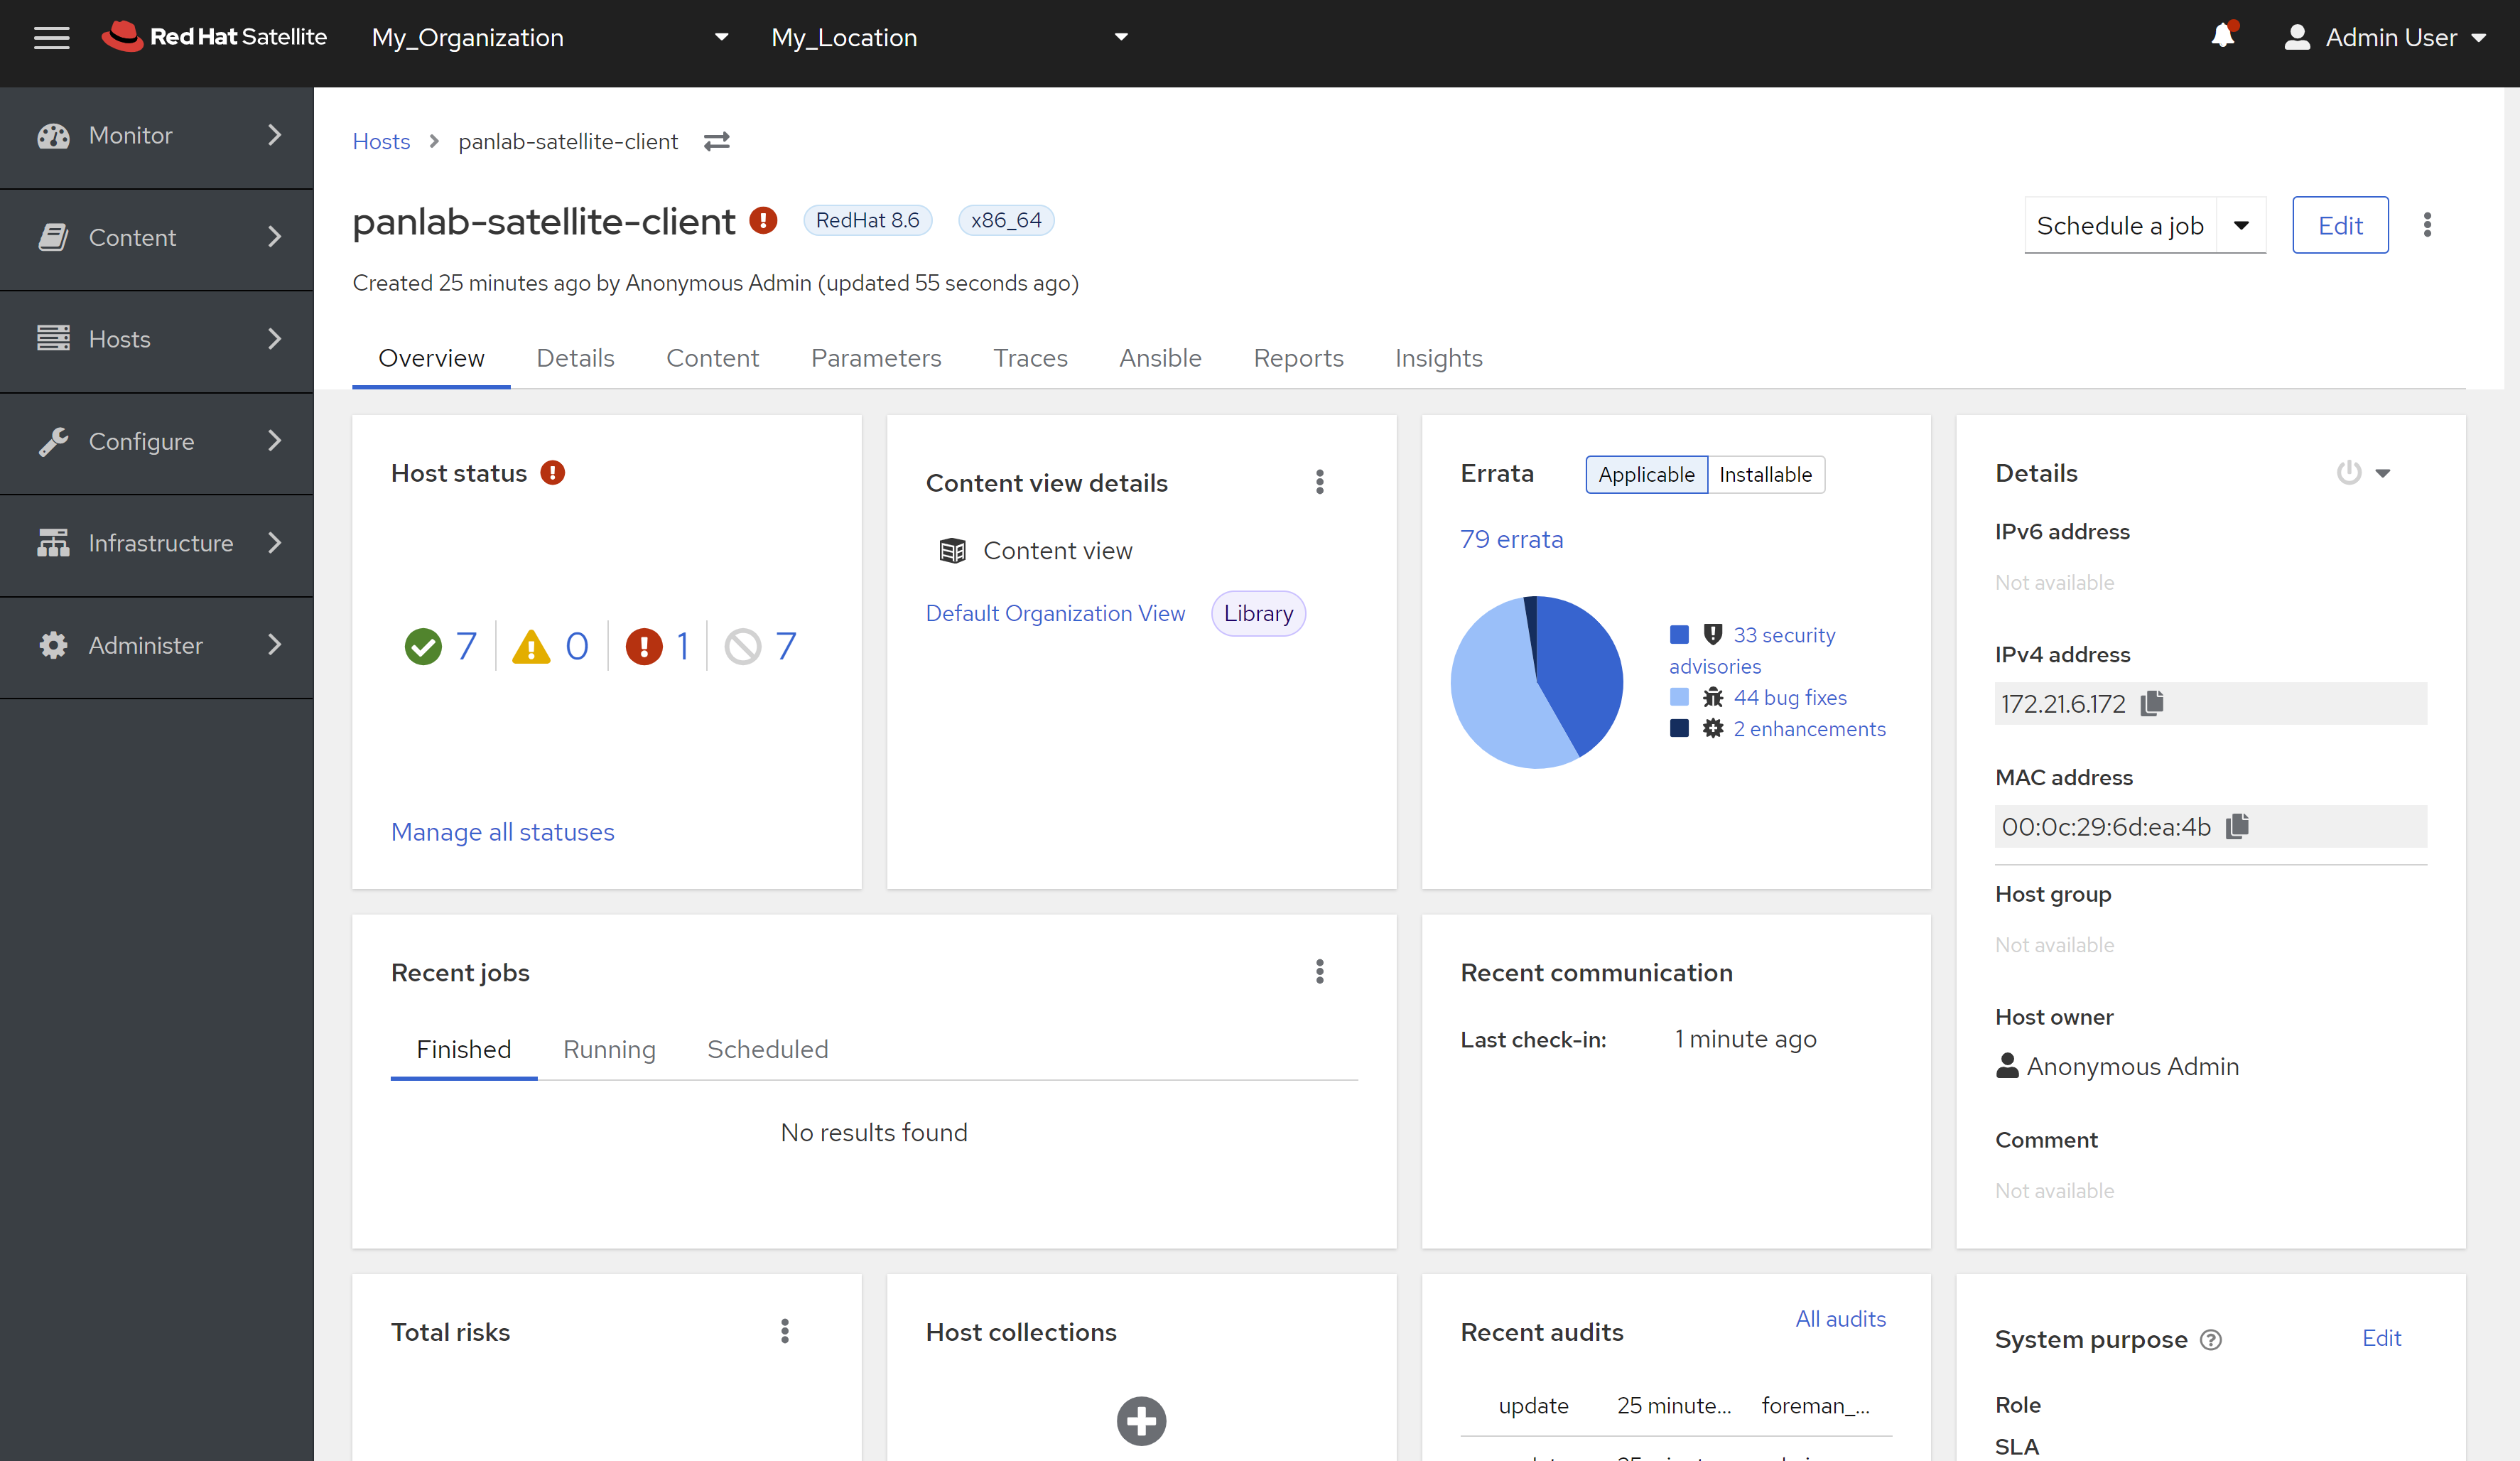 Red Hat Satellite
My_Organization
My_Location
Admin User
Monitor
Content
Hosts
Configure
Infrastructure
Administer
Hosts
panlab-satellite-client
panlab-satellite-client
RedHat 8.6
x86_64
Schedule a job
Edit
Created 25 minutes ago by Anonymous Admin (updated 55 seconds ago)
Overview
Details
Content
Parameters
Traces
Ansible
Reports
Insights
Host status
7
0
1
7
Manage all statuses
Content view details
Content view
Default Organization View
Library
Errata
Applicable
Installable
79 errata
33 security
advisories
44 bug fixes
2 enhancements
Details
IPv6 address
Not available
IPv4 address
172.21.6.172
MAC address
00:0c:29:6d:ea:4b
Host group
Not available
Host owner
Anonymous Admin
Comment
Not available
Recent jobs
Finished
Running
Scheduled
No results found
Recent communication
Last check-in:
1 minute ago
Total risks
Host collections
Recent audits
All audits
update
25 minute...
foreman_...
System purpose
Edit
Role
SLA